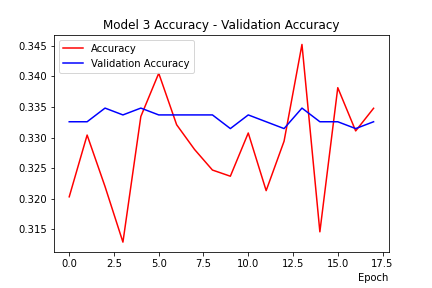 Model 3 Accuracy - Validation Accuracy
Accuracy
Validation Accuracy
0.345
0.340
0.335
0.330
0.325
0.320
0.315
0.0 2.5 5.0 7.5 10.0 12.5 15.0 17.5
Epoch